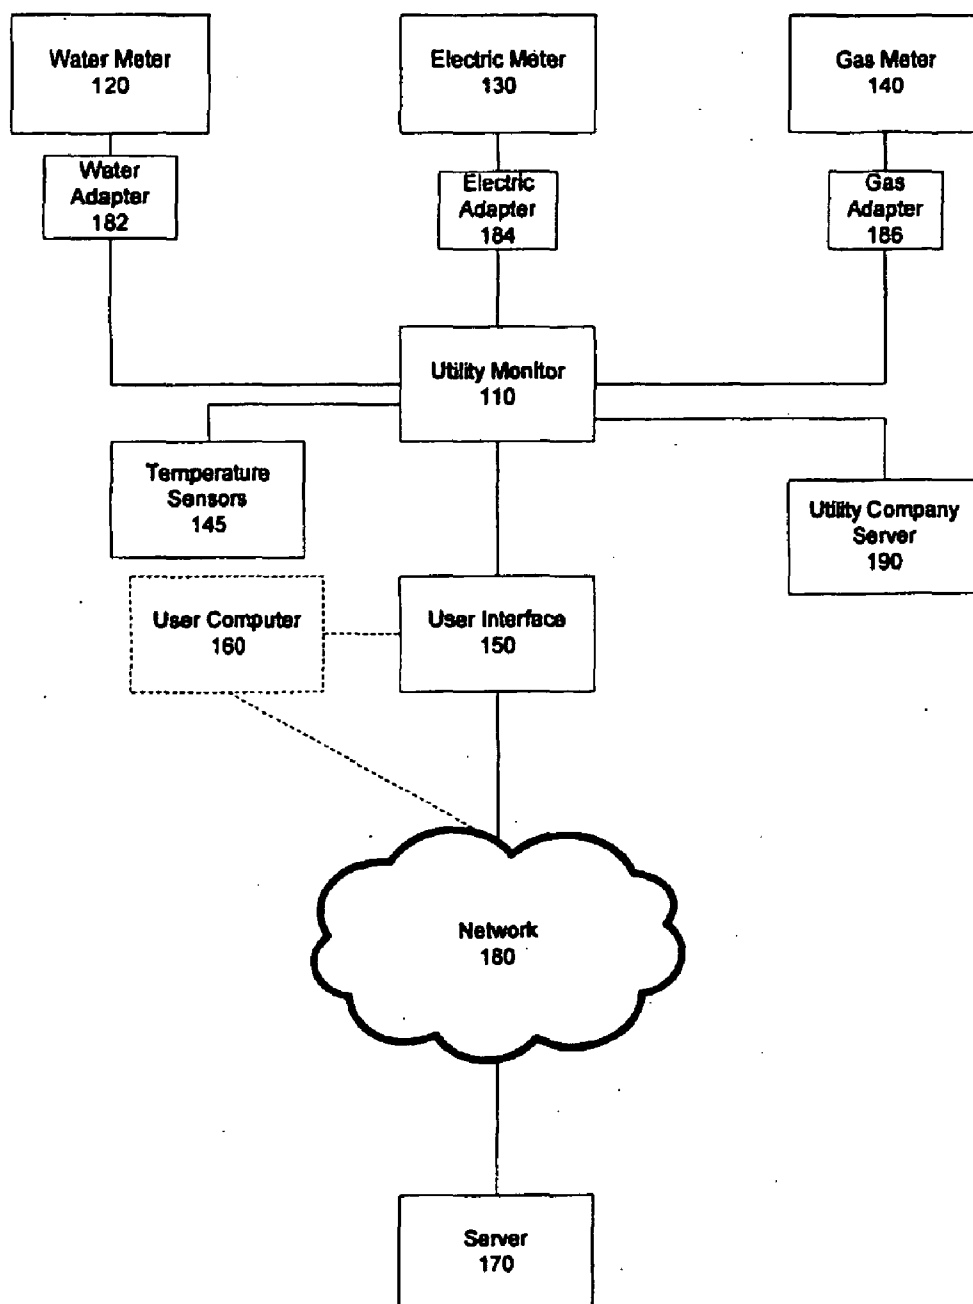 Water Meter
120
Electric Meter
130
Gas Meter
140
Water
Adapter
182
Electric
Adapter
184
Gas
Adapter
186
Utility Monitor
110
Temperature
Sensors
145
Utility Company
Server
190
User Computer
160
User Interface
150
Network
180
Server
170